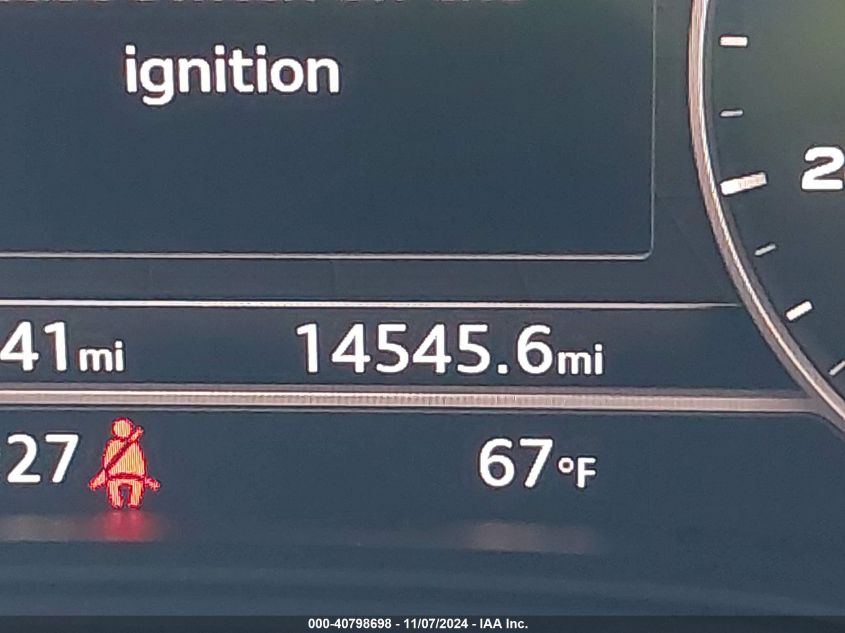 ignition
2
41mi
14545.6mi
27
67°F
000-40798698 - 11/07/2024 - IAA Inc.